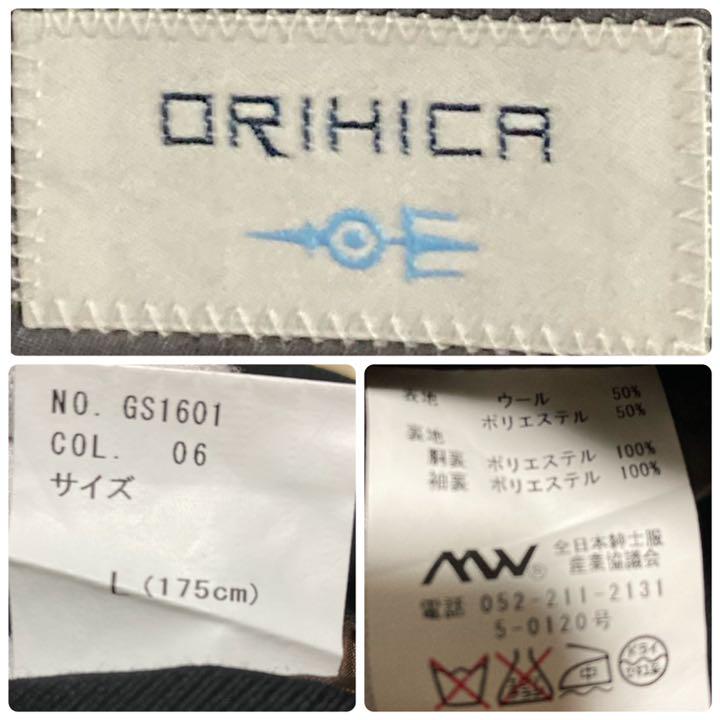 ORIHICA
NO. GS1601
COL. 06
サイズ
L (175cm)
表地 ウール 50%
ポリエステル 50%
裏地
胴裏 ポリエステル 100%
袖裏 ポリエステル 100%
MW® 全日本紳士服
産業協議会
電話 052-211-2131
5-0120号
中
ドライ